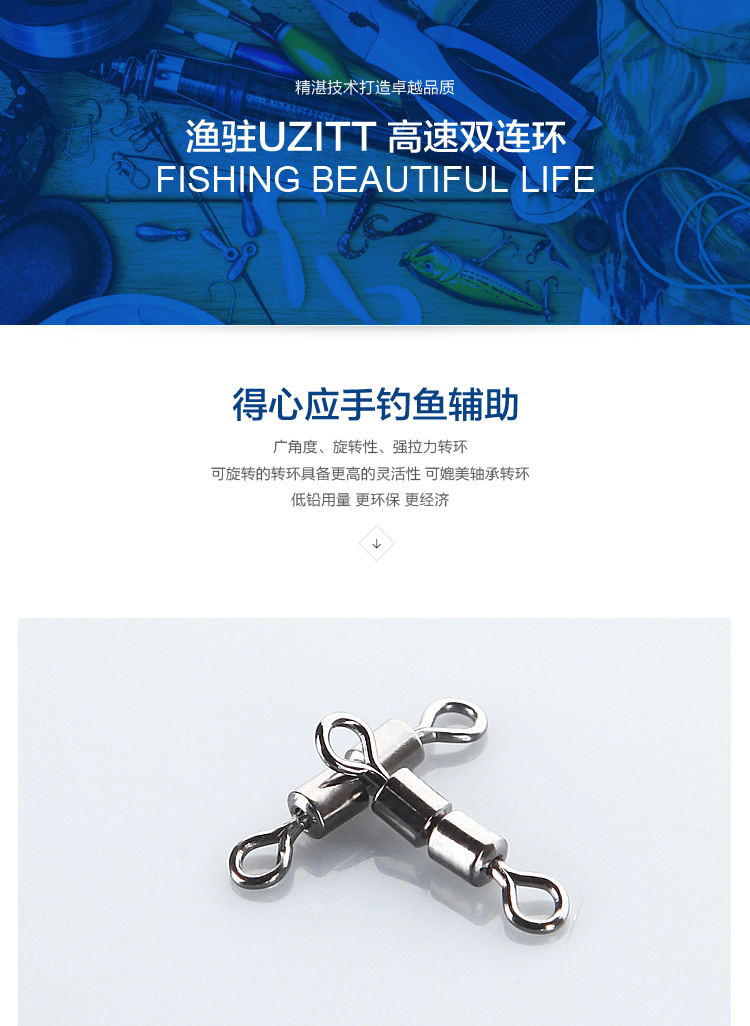 精湛技术打造卓越品质
渔驻UZITT 高速双连环
FISHING BEAUTIFUL LIFE
得心应手钓鱼辅助
广角度、旋转性、强拉力转环
可旋转的转环具备更高的灵活性 可媲美轴承转环
低铅用量 更环保 更经济